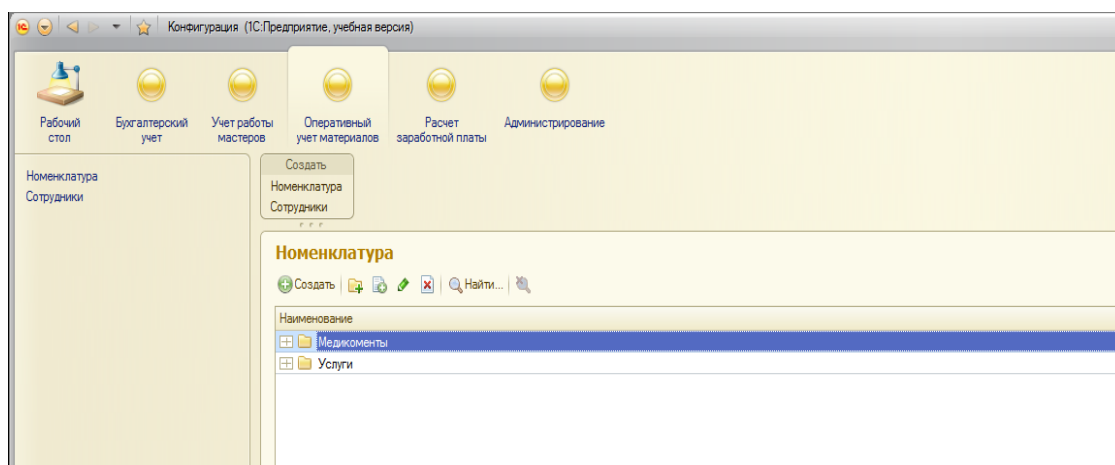 Конфигурация (1С:Предприятие, учебная версия)
Рабочий стол
Бухгалтерский учет
Учет работы мастеров
Оперативный учет материалов
Расчет заработной платы
Администрирование
Номенклатура
Сотрудники
Создать
Номенклатура
Сотрудники
Номенклатура
Создать
Найти...
Наименование
Медикоменты
Услуги